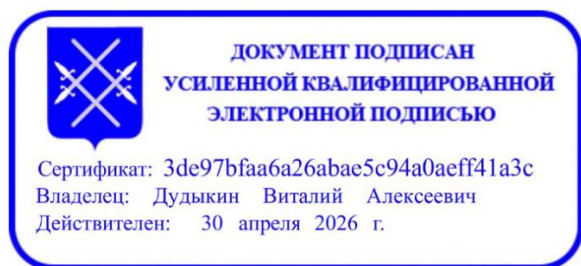 ДОКУМЕНТ ПОДПИСАН
УСИЛЕННОЙ КВАЛИФИЦИРОВАННОЙ
ЭЛЕКТРОННОЙ ПОДПИСЬЮ
Сертификат: 3de97bfaa6a26abae5c94a0aeff41a3c
Владелец: Дудыкин Виталий Алексеевич
Действителен: 30 апреля 2026 г.